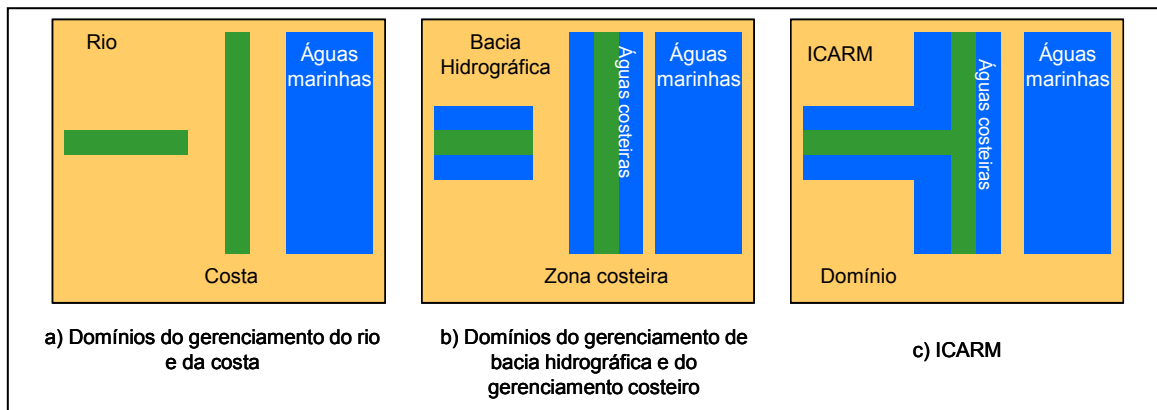 Rio
Águas
marinhas
Costa
a) Domínios do gerenciamento do rio
e da costa
Bacia
Hidrográfica
Águas costeiras
Águas
marinhas
Zona costeira
b) Domínios do gerenciamento de
bacia hidrográfica e do
gerenciamento costeiro
ICARM
Águas costeiras
Águas
marinhas
Domínio
c) ICARM